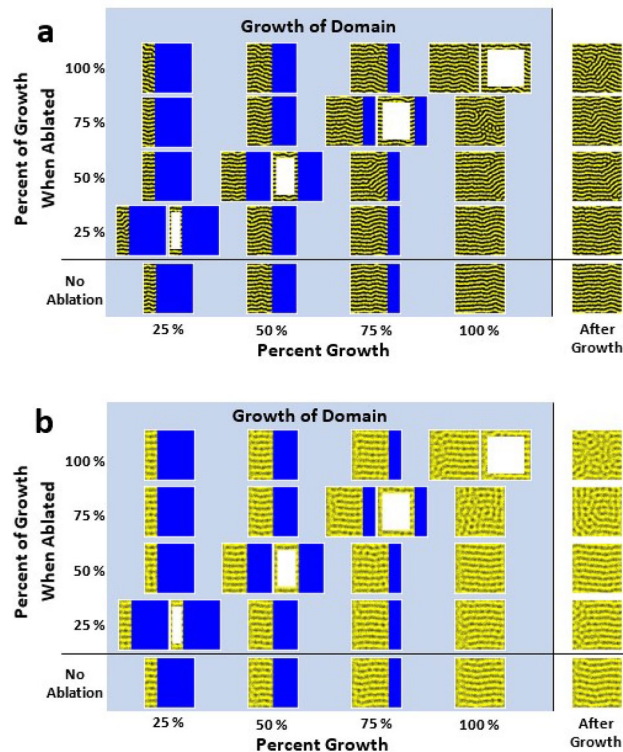 a
Growth of Domain
Percent of Growth
When Ablated
100 %
75 %
50 %
25 %
No
Ablation
25 %
50 %
75 %
100 %
After
Growth
Percent Growth
b
Growth of Domain
Percent of Growth
When Ablated
100 %
75 %
50 %
25 %
No
Ablation
25 %
50 %
75 %
100 %
After
Growth
Percent Growth